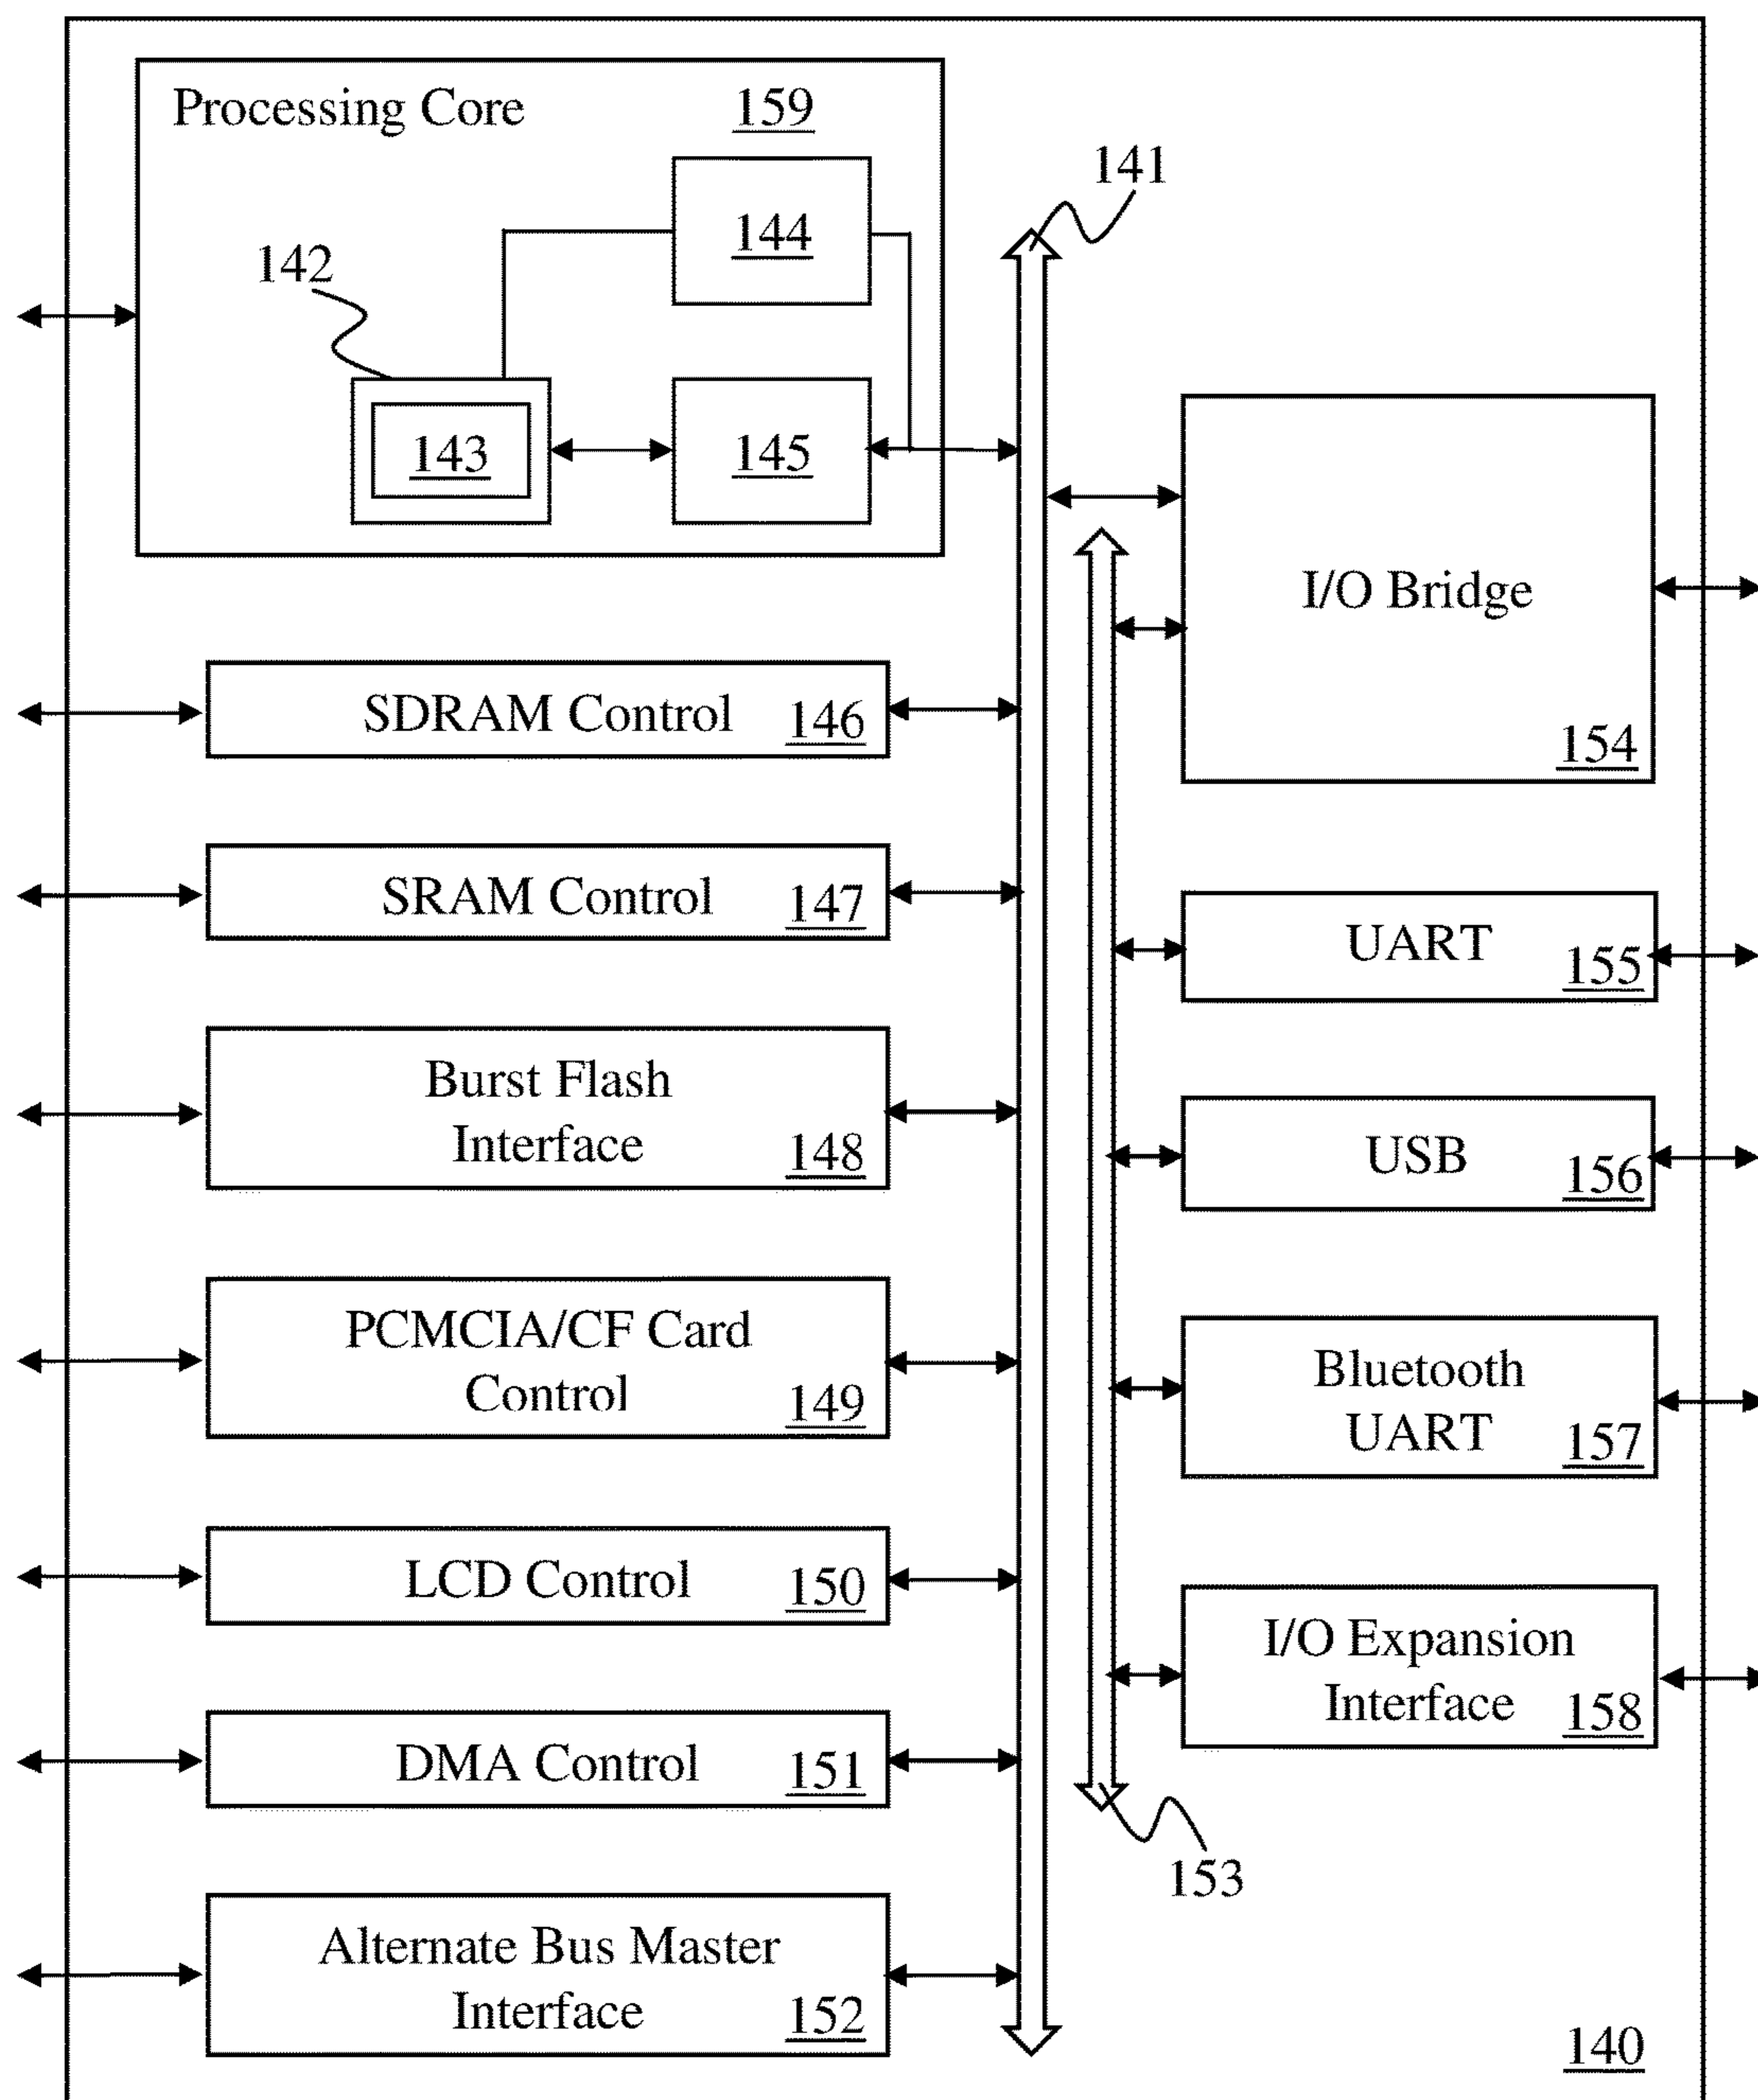 Processing Core 159
144
141
142
143
145
I/O Bridge
154
SDRAM Control 146
SRAM Control 147
Burst Flash
Interface 148
PCMCIA/CF Card
Control 149
LCD Control 150
DMA Control 151
Alternate Bus Master
Interface 152
UART 155
USB 156
Bluetooth
UART 157
I/O Expansion
Interface 158
153
140